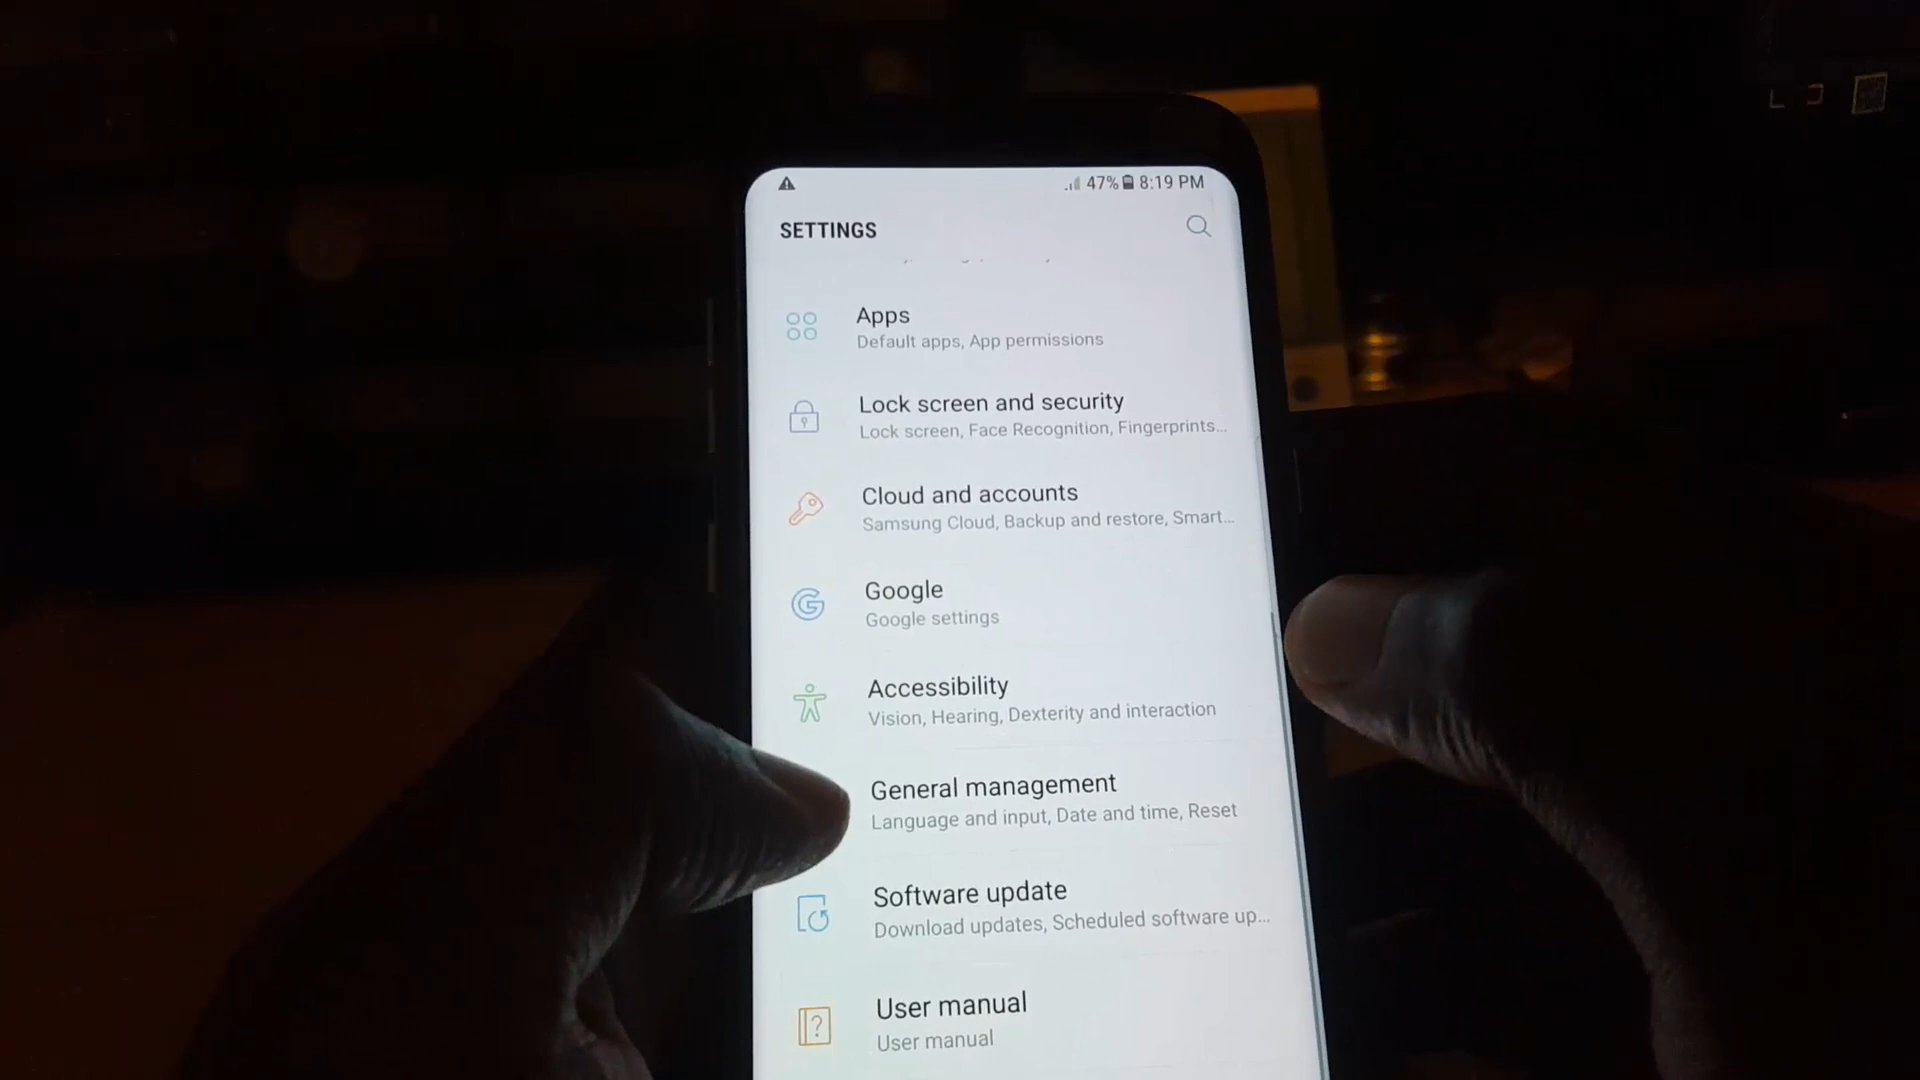 47% 8:19 PM
SETTINGS
Apps
Default apps, App permissions
Lock screen and security
Lock screen, Face Recognition, Fingerprints...
Cloud and accounts
Samsung Cloud, Backup and restore, Smart...
Google
Google settings
Accessibility
Vision, Hearing, Dexterity and interaction
General management
Language and input, Date and time, Reset
Software update
Download updates, Scheduled software up...
User manual
User manual